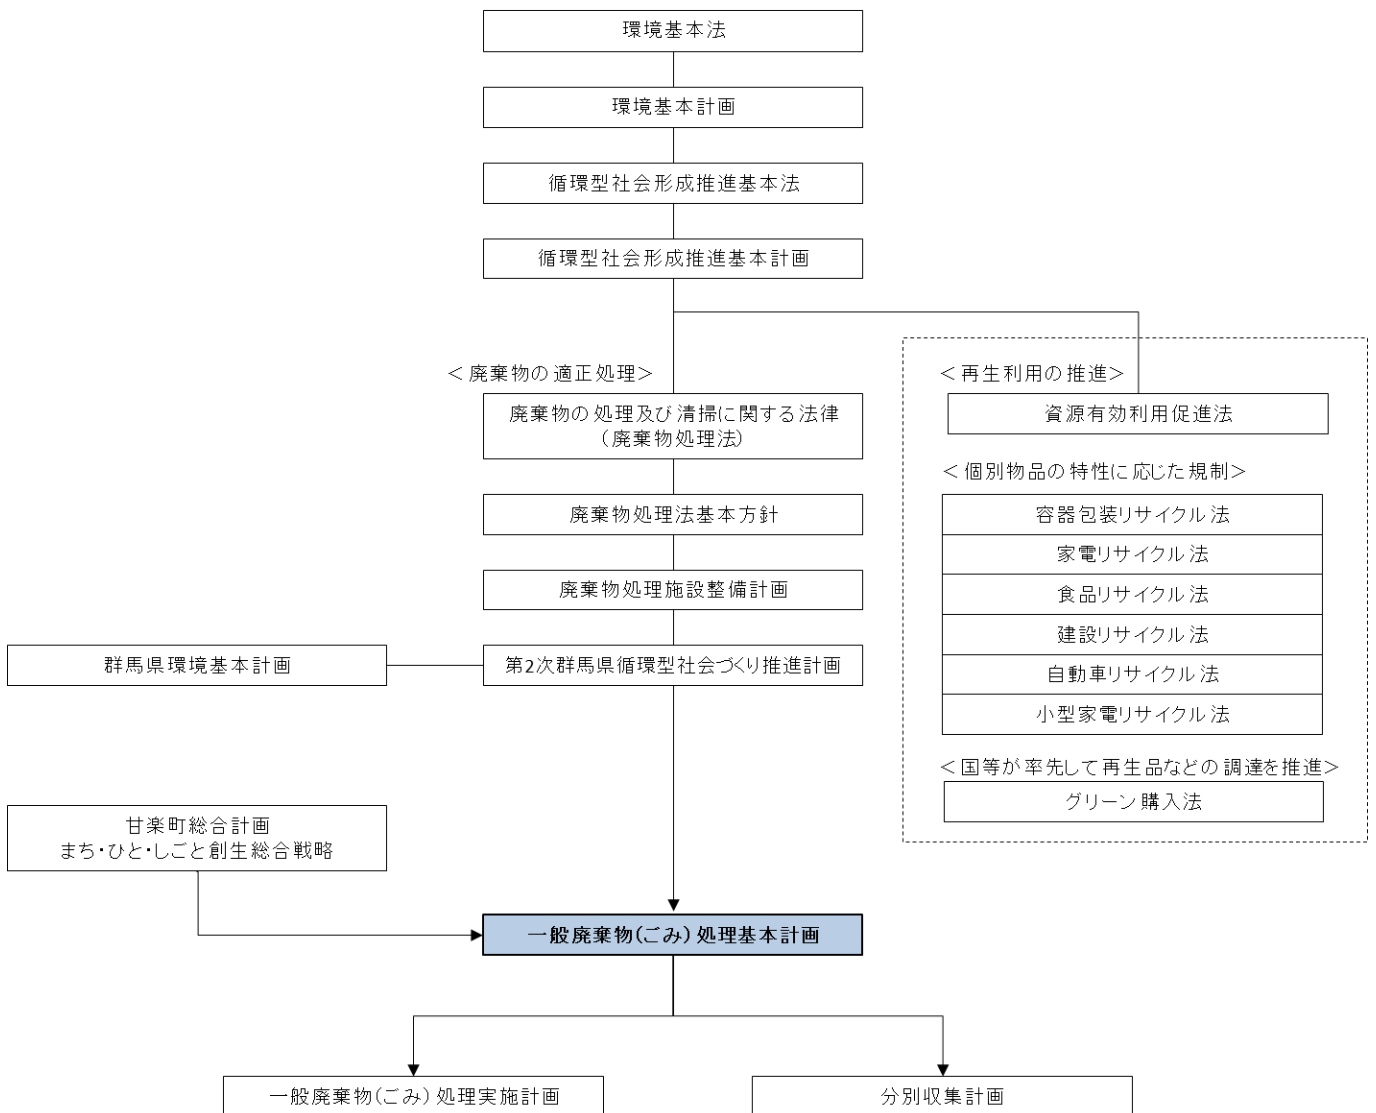 環境基本法
環境基本計画
循環型社会形成推進基本法
循環型社会形成推進基本計画
＜廃棄物の適正処理＞
廃棄物の処理及び清掃に関する法律
（廃棄物処理法）
廃棄物処理法基本方針
廃棄物処理施設整備計画
群馬県環境基本計画
第2次群馬県循環型社会づくり推進計画
＜再生利用の推進＞
資源有効利用促進法
＜個別物品の特性に応じた規制＞
容器包装リサイクル法
家電リサイクル法
食品リサイクル法
建設リサイクル法
自動車リサイクル法
小型家電リサイクル法
＜国等が率先して再生品などの調達を推進＞
グリーン購入法
甘楽町総合計画
まち・ひと・しごと創生総合戦略
一般廃棄物（ごみ）処理基本計画
一般廃棄物（ごみ）処理実施計画
分別収集計画